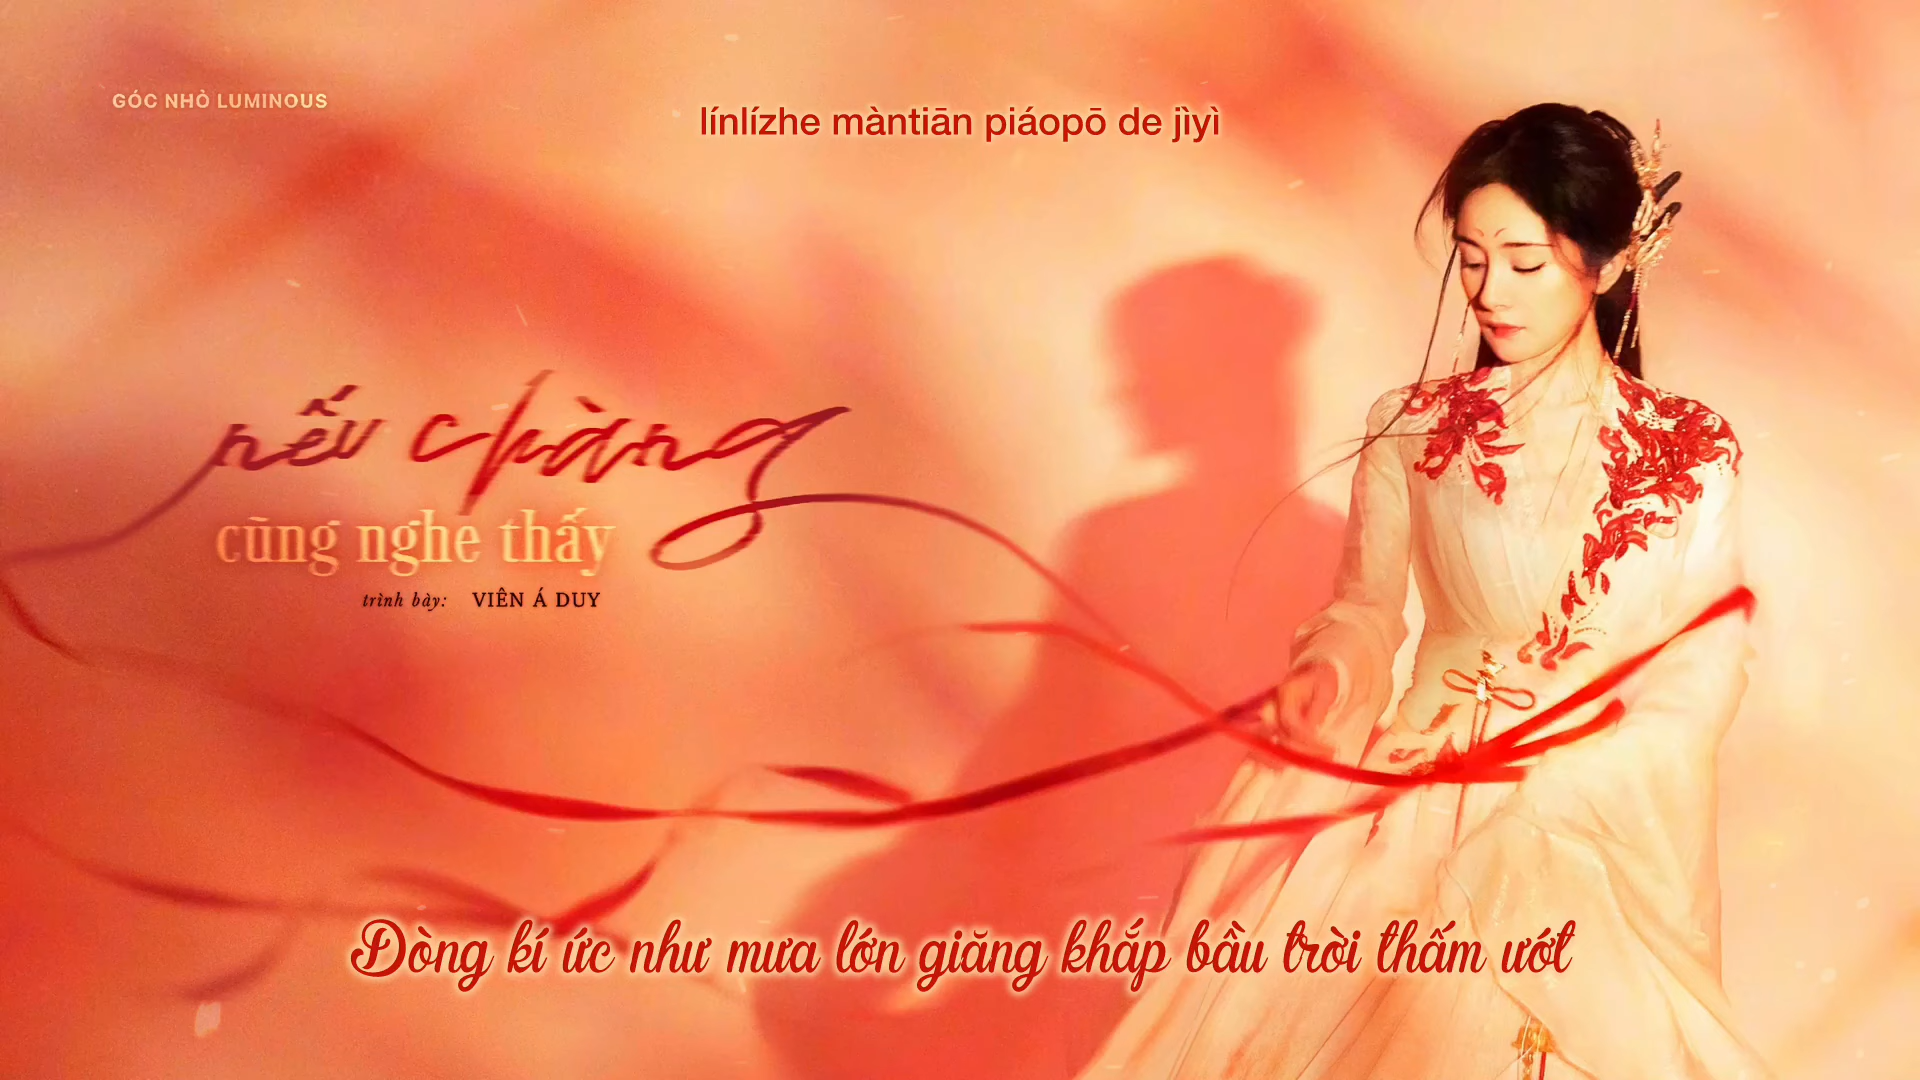 GÓC NHỎ LUMINOUS
línlízhe màntiān piáopō de jìyì
nếu chàng
cũng nghe thấy
trình bày: VIÊN Á DUY
Dòng kí ức như mưa lớn giăng khắp bầu trời thấm ướt